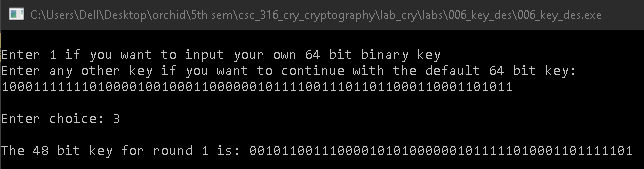 C:\Users\Dell\Desktop\orchid\5th sem\csc_316_cry_cryptography\lab_cry\labs\006_key_des\006_key_des.exe
Enter 1 if you want to input your own 64 bit binary key
Enter any other key if you want to continue with the default 64 bit key:
1000111111101000010010001100000010111100111011011000110001101011
Enter choice: 3
The 48 bit key for round 1 is: 001011001110000101010000001011111010001101111101